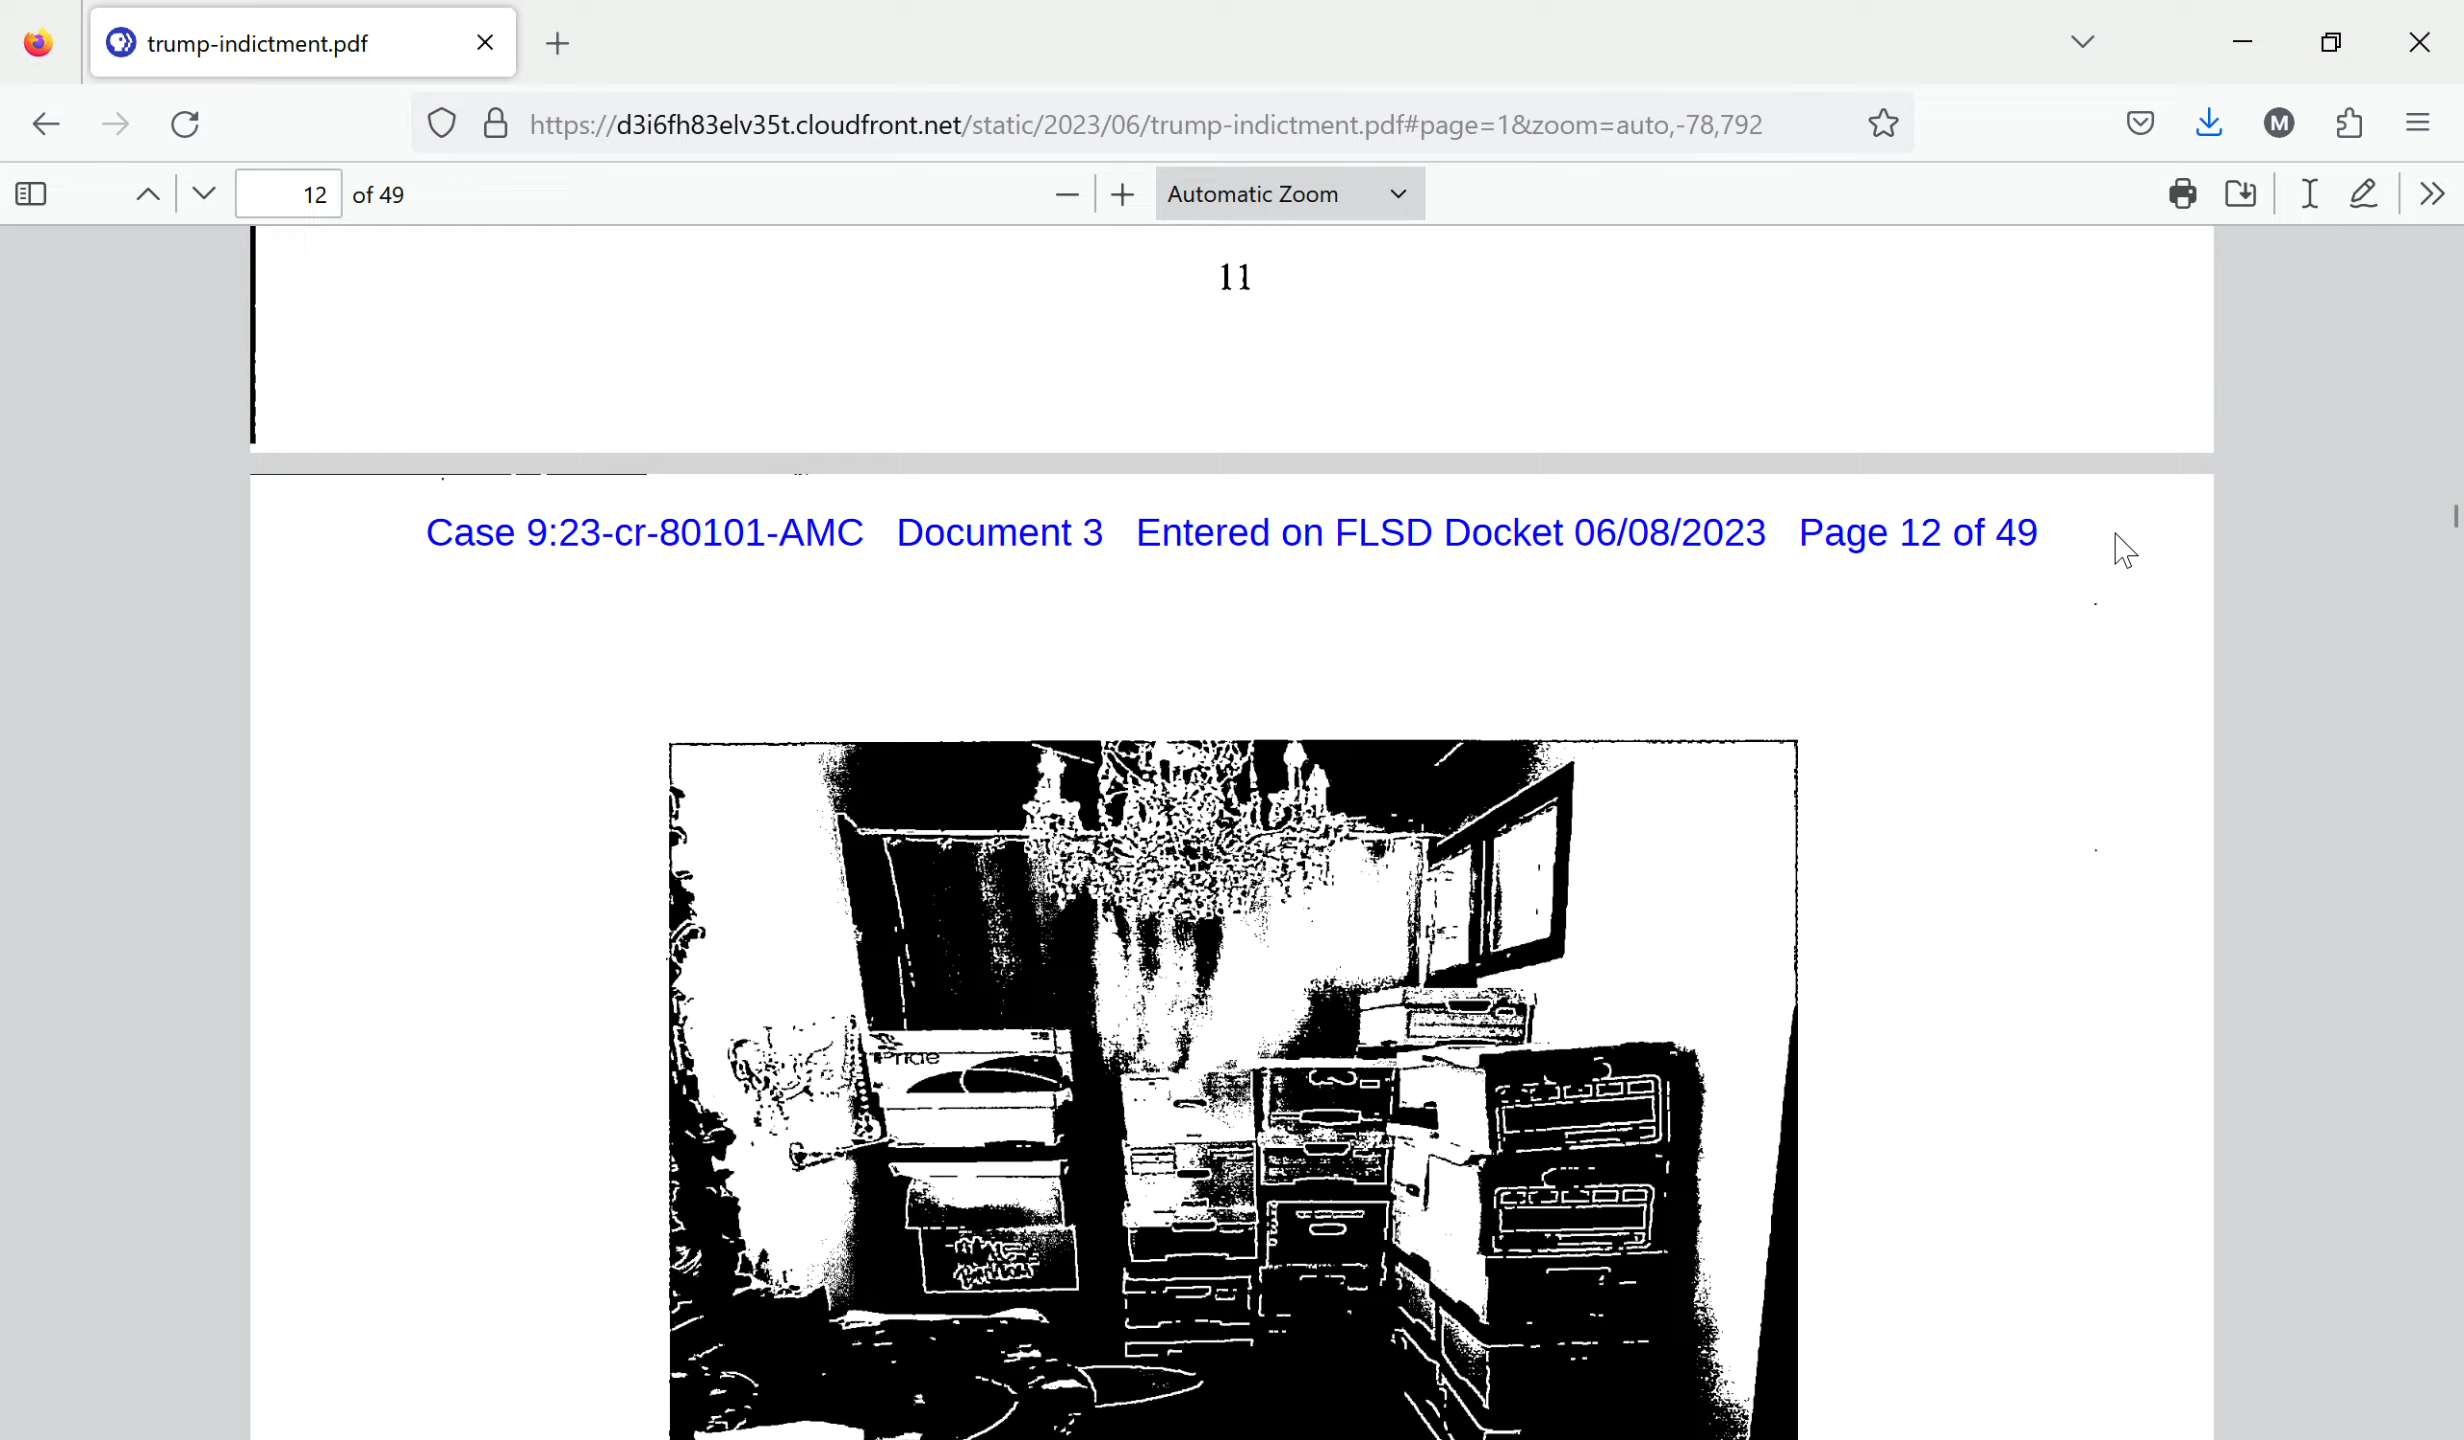 trump-indictment.pdf
https://d3i6fh83elv35t.cloudfront.net/static/2023/06/trump-indictment.pdf#page=1&zoom=auto,-78,792
M
12 of 49
Automatic Zoom
11
Case 9:23-cr-80101-AMC Document 3 Entered on FLSD Docket 06/08/2023 Page 12 of 49
Pride